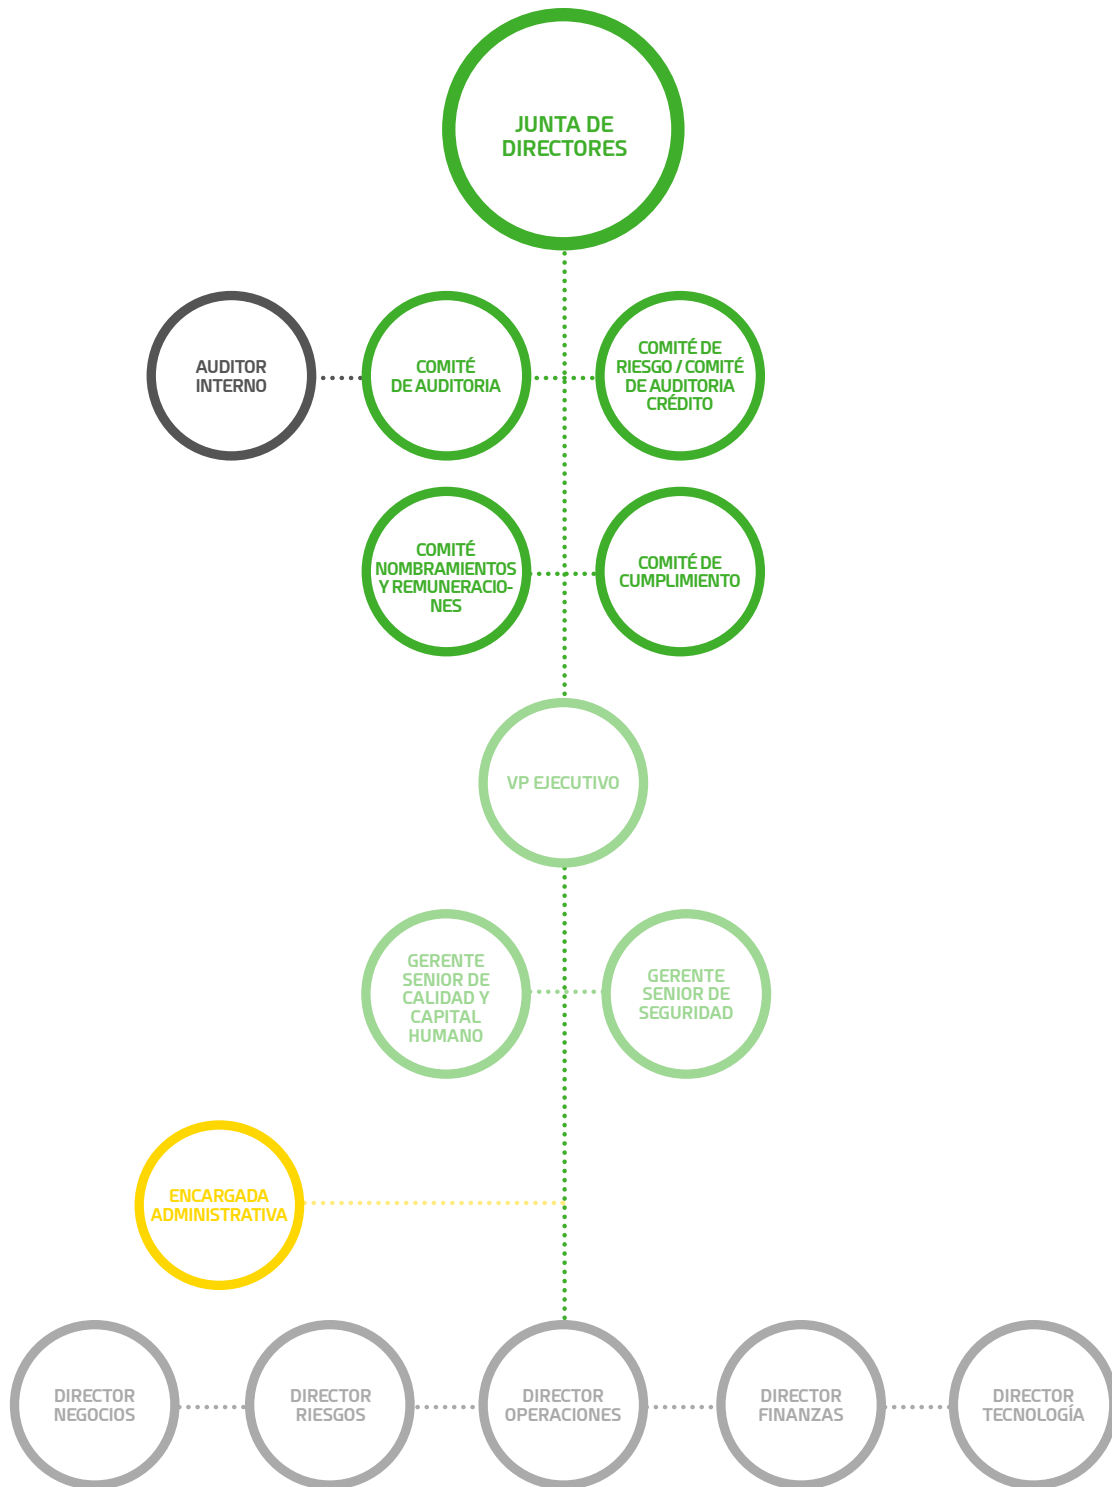 JUNTA DE
DIRECTORES
AUDITOR
INTERNO
COMITÉ
DE AUDITORIA
COMITÉ DE
RIESGO / COMITÉ
DE AUDITORIA
CRÉDITO
COMITÉ
NOMBRAMIENTOS
Y REMUNERACIO-
NES
COMITÉ DE
CUMPLIMIENTO
VP EJECUTIVO
GERENTE
SENIOR DE
CALIDAD Y
CAPITAL
HUMANO
GERENTE
SENIOR DE
SEGURIDAD
ENCARGADA
ADMINISTRATIVA
DIRECTOR
NEGOCIOS
DIRECTOR
RIESGOS
DIRECTOR
OPERACIONES
DIRECTOR
FINANZAS
DIRECTOR
TECNOLOGÍA